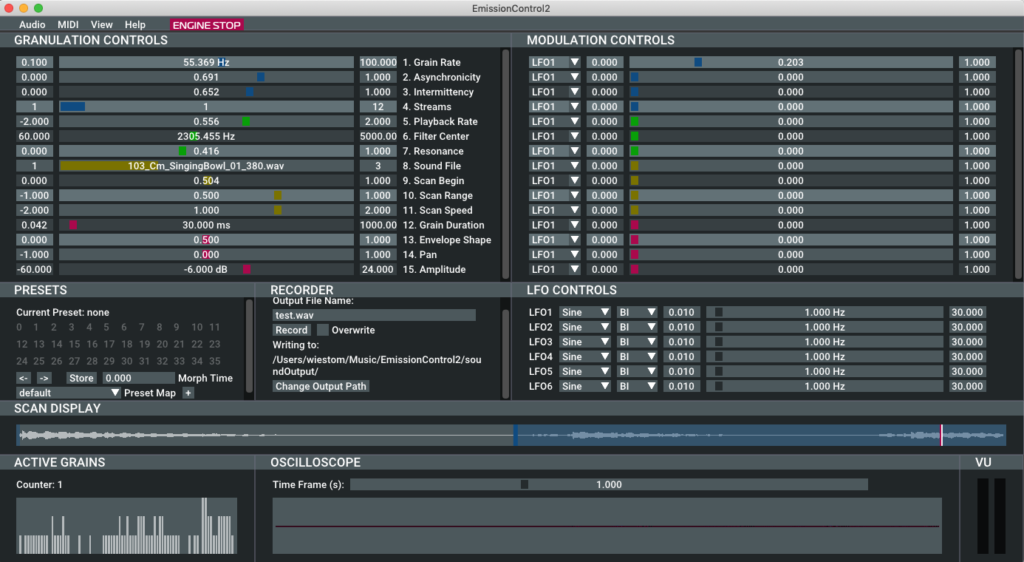 EmissionControl2
Audio MIDI View Help ENGINE STOP
GRANULATION CONTROLS
0.100 55.369 Hz 100.000 1. Grain Rate
0.000 0.691 1.000 2. Asynchronicity
0.000 0.652 1.000 3. Intermittency
1 1 12 4. Streams
-2.000 0.556 2.000 5. Playback Rate
60.000 2305.455 Hz 5000.00 6. Filter Center
0.000 0.416 1.000 7. Resonance
1 103_Cm_SingingBowl_01_380.wav 3 8. Sound File
0.000 0.504 1.000 9. Scan Begin
-1.000 0.500 1.000 10. Scan Range
-2.000 1.000 2.000 11. Scan Speed
0.042 30.000 ms 1000.00 12. Grain Duration
0.000 0.500 1.000 13. Envelope Shape
-1.000 0.000 1.000 14. Pan
-60.000 -6.000 dB 24.000 15. Amplitude
MODULATION CONTROLS
LFO1 0.000 0.203 1.000
LFO1 0.000 0.000 1.000
LFO1 0.000 0.000 1.000
LFO1 0.000 0.000 1.000
LFO1 0.000 0.000 1.000
LFO1 0.000 0.000 1.000
LFO1 0.000 0.000 1.000
LFO1 0.000 0.000 1.000
LFO1 0.000 0.000 1.000
LFO1 0.000 0.000 1.000
LFO1 0.000 0.000 1.000
LFO1 0.000 0.000 1.000
LFO1 0.000 0.000 1.000
LFO1 0.000 0.000 1.000
LFO1 0.000 0.000 1.000
PRESETS
Current Preset: none
0 1 2 3 4 5 6 7 8 9 10 11
12 13 14 15 16 17 18 19 20 21 22 23
24 25 26 27 28 29 30 31 32 33 34 35
<- -> Store 0.000 Morph Time
default Preset Map +
RECORDER
Output File Name:
test.wav
Record Overwrite
Writing to:
/Users/wiestom/Music/EmissionControl2/sou
ndOutput/
Change Output Path
LFO CONTROLS
LFO1 Sine BI 0.010 1.000 Hz 30.000
LFO2 Sine BI 0.010 1.000 Hz 30.000
LFO3 Sine BI 0.010 1.000 Hz 30.000
LFO4 Sine BI 0.010 1.000 Hz 30.000
LFO5 Sine BI 0.010 1.000 Hz 30.000
LFO6 Sine BI 0.010 1.000 Hz 30.000
SCAN DISPLAY
ACTIVE GRAINS
Counter: 1
OSCILLOSCOPE
Time Frame (s): 1.000
VU